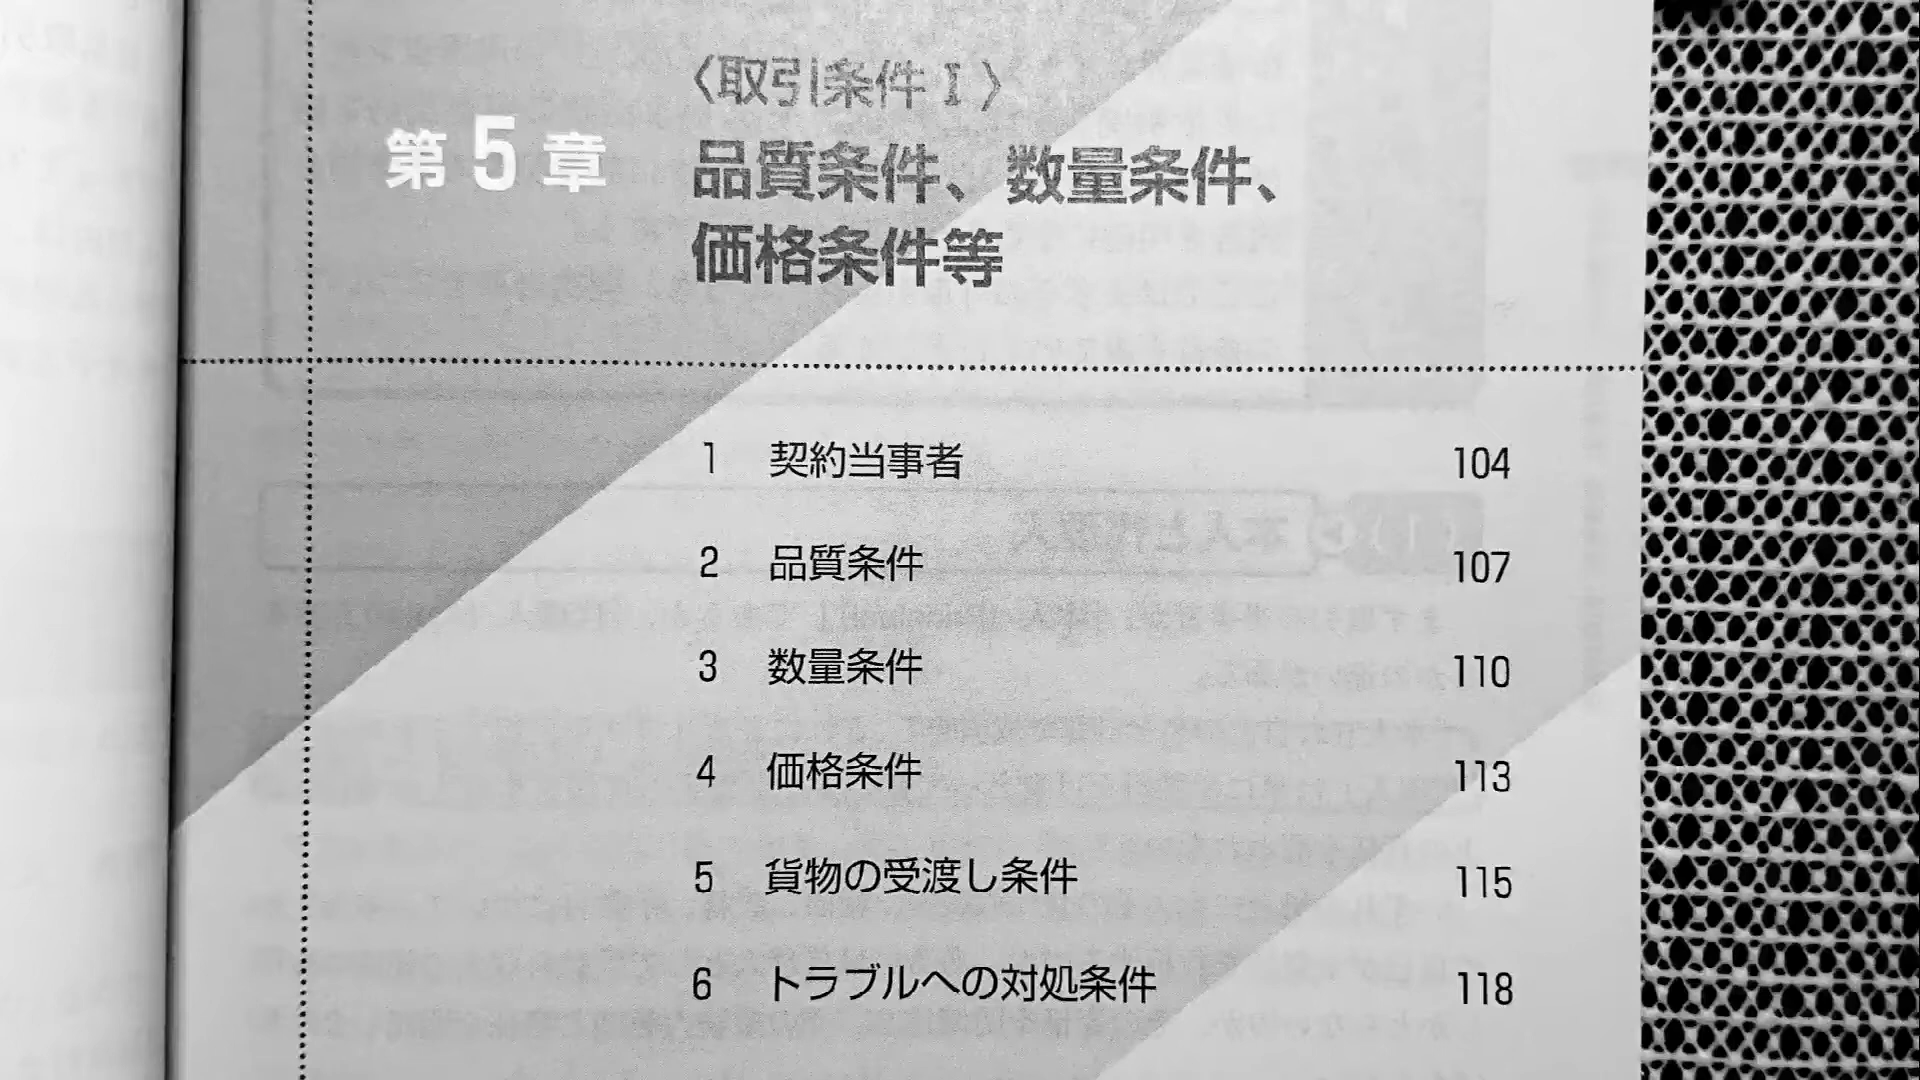 〈取引条件Ⅰ〉
第5章
品質条件、数量条件、
価格条件等
1 契約当事者 104
2 品質条件 107
3 数量条件 110
4 価格条件 113
5 貨物の受渡し条件 115
6 トラブルへの対処条件 118